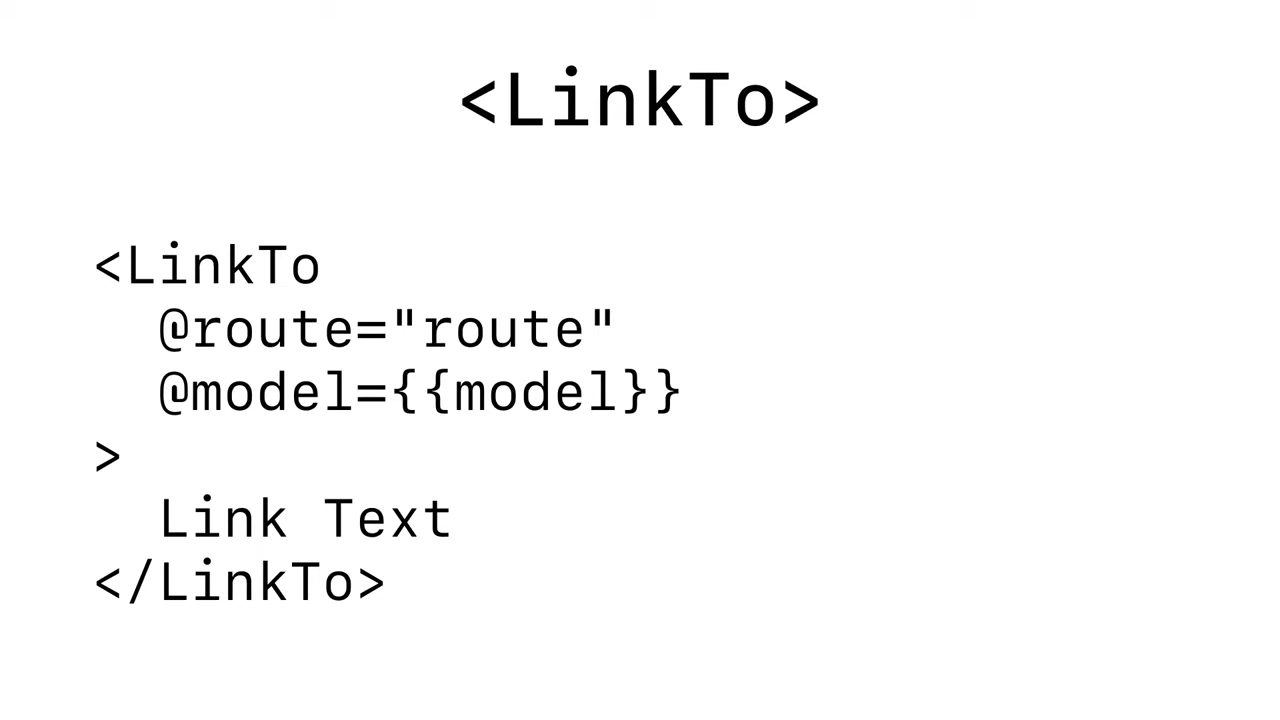 <LinkTo>
<LinkTo
  @route="route"
  @model={{model}}
>
  Link Text
</LinkTo>